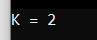 K = 2